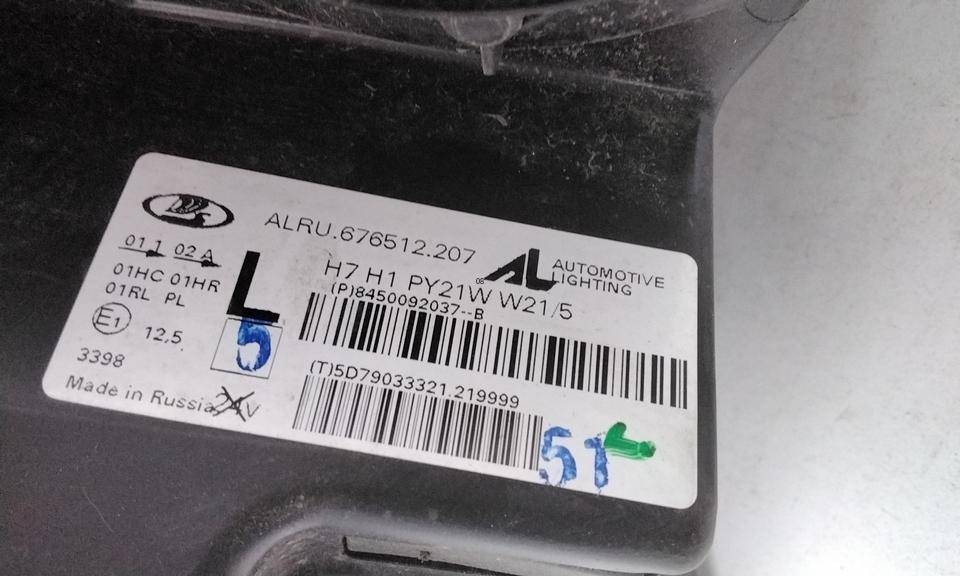 ALRU.676512.207
AL AUTOMOTIVE
LIGHTING
01 1 02 A
01HC 01HR
01RL PL
E1
12,5.
3398
Made in Russia
L
5
H7 H1 PY21W W21/5
(P)8450092037--B
(T)5D79033321.219999
51